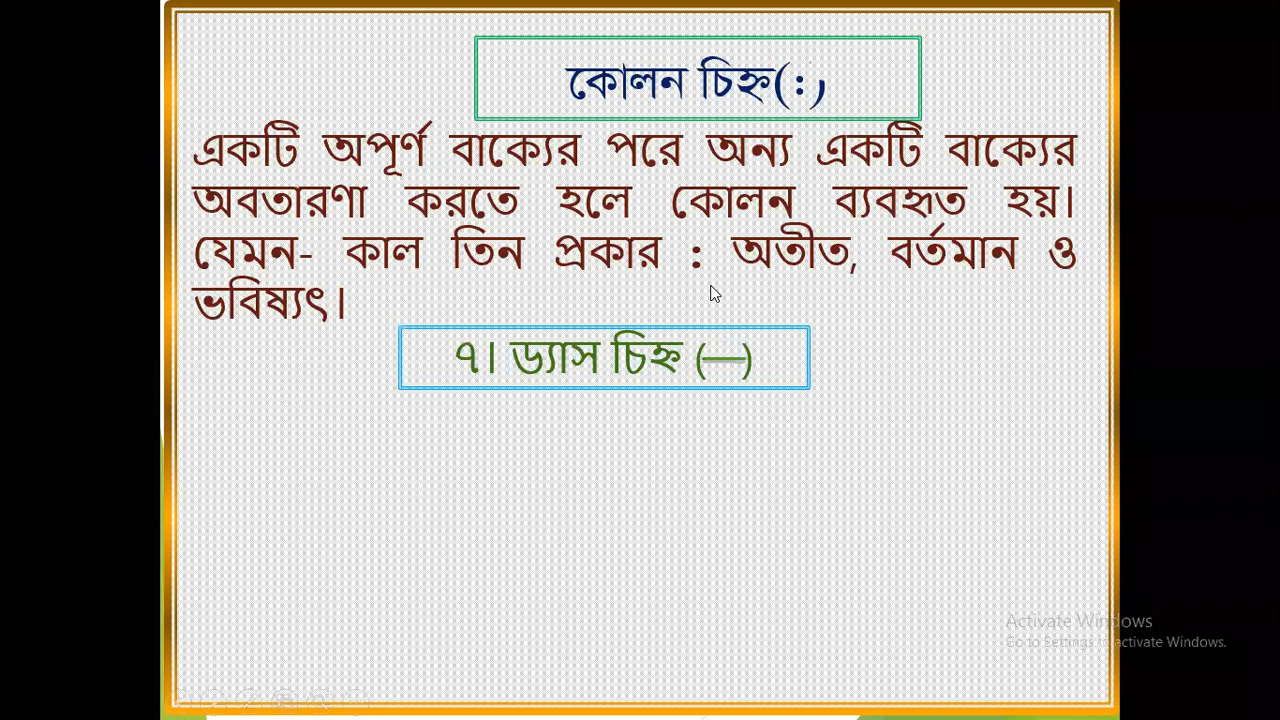 কোলন চিহ্ন(:)
একটি অপূর্ণ বাক্যের পরে অন্য একটি বাক্যের
অবতারণা করতে হলে কোলন ব্যবহৃত হয়।
যেমন- কাল তিন প্রকার : অতীত, বর্তমান ও
ভবিষ্যৎ।
৭। ড্যাস চিহ্ন (—)
Activate Windows
Go to Settings to activate Windows.